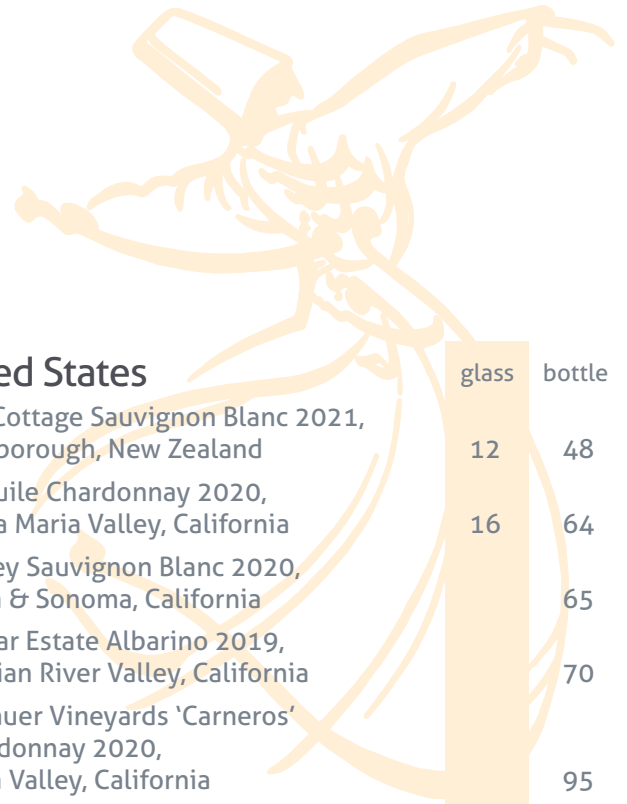 ed States glass bottle
Cottage Sauvignon Blanc 2021,
borough, New Zealand 12 48
uile Chardonnay 2020,
a Maria Valley, California 16 64
ey Sauvignon Blanc 2020,
& Sonoma, California 65
ar Estate Albarino 2019,
ian River Valley, California 70
auer Vineyards ‘Carneros’
donnay 2020,
Valley, California 95